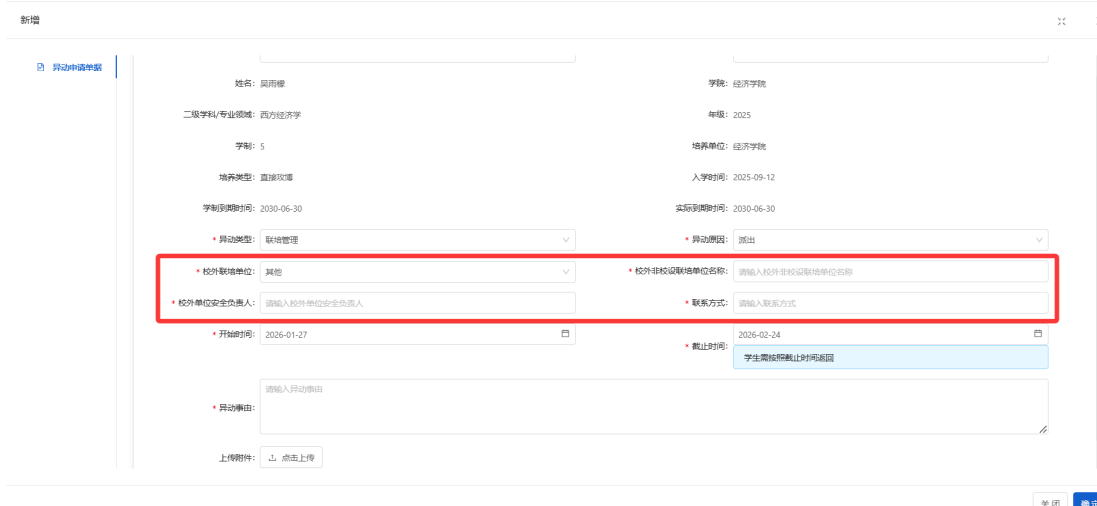 新增
异动申请单据
姓名: 吴雨檬 学院: 经济学院
二级学科/专业领域: 西方经济学 年级: 2025
学制: 5 培养单位: 经济学院
培养类型: 直接攻博 入学时间: 2025-09-12
学制到期时间: 2030-06-30 实际到期时间: 2030-06-30
* 异动类型: 联培管理 * 异动原因: 派出
* 校外联培单位: 其他 * 校外非校设联培单位名称: 请输入校外非校设联培单位名称
* 校外单位安全负责人: 请输入校外单位安全负责人 * 联系方式: 请输入联系方式
* 开始时间: 2026-01-27 2026-02-24
* 截止时间: 学生需按照截止时间返回
请输入异动事由
* 异动事由:
上传附件: 点击上传
关闭 确定